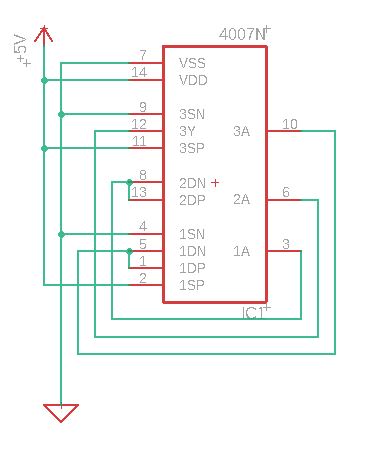 4007N
+5V
7 VSS
14 VDD
9 3SN
12 3Y 3A 10
11 3SP
8 2DN
13 2DP 2A 6
4 1SN
5 1DN 1A 3
1 1DP
2 1SP
IC1